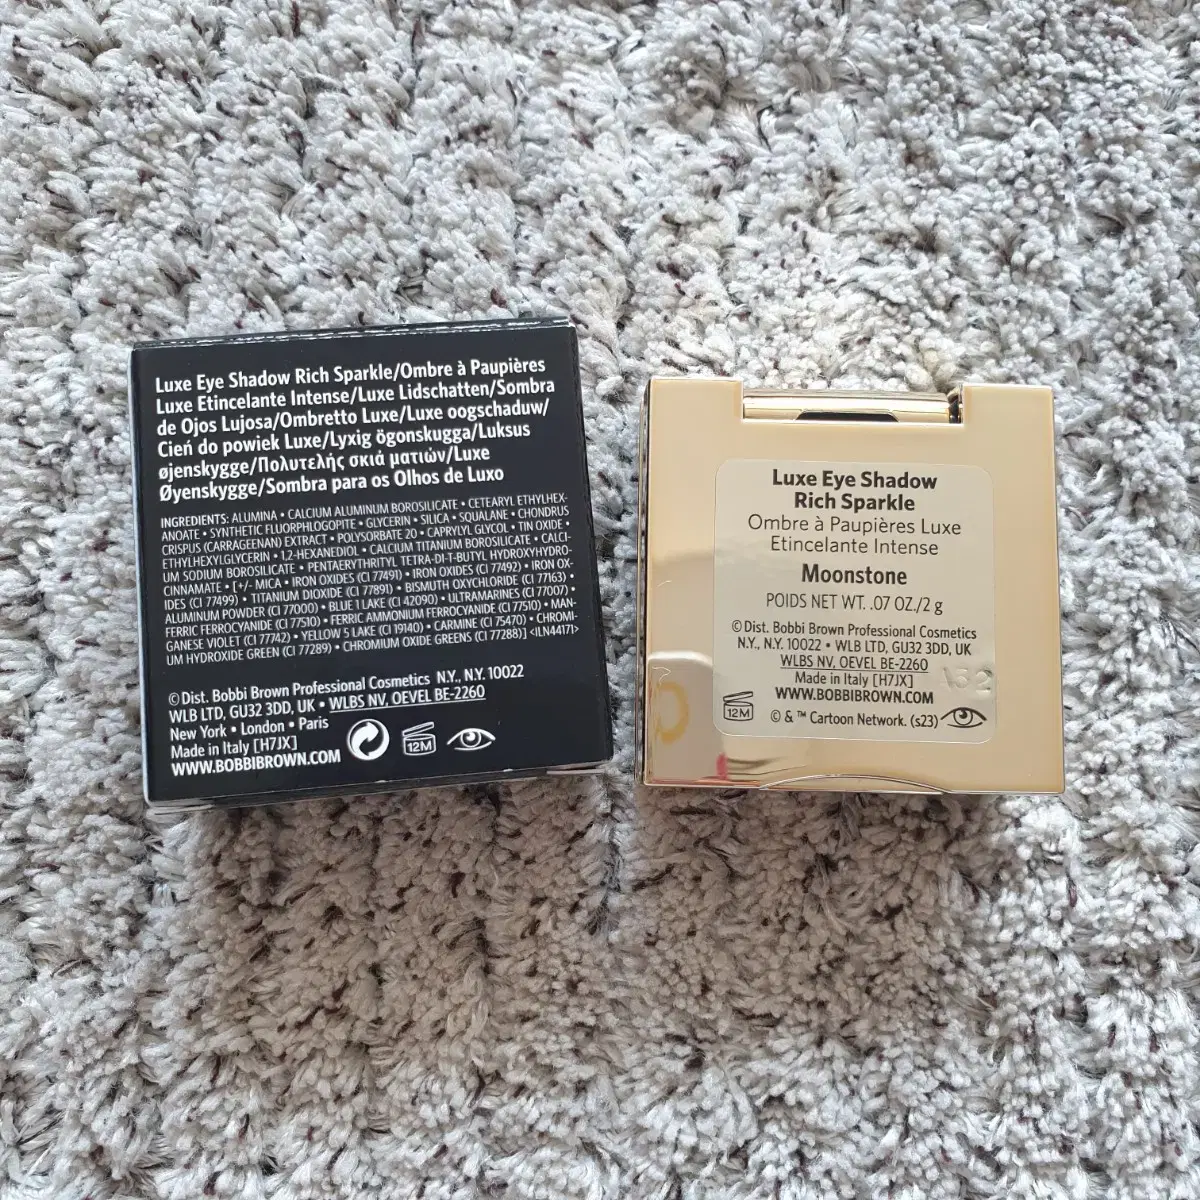 Luxe Eye Shadow Rich Sparkle/Ombre à Paupières
Luxe Etincelante Intense/Luxe Lidschatten/Sombra
de Ojos Lujosa/Ombretto Luxe/Luxe oogschaduw/
Cień do powiek Luxe/Lyxig ögonskugga/Luksus
øjenskygge/Πολυτελής σκιά ματιών/Luxe
Øyenskygge/Sombra para os Olhos de Luxo
INGREDIENTS: ALUMINA • CALCIUM ALUMINUM BOROSILICATE • CETEARYL ETHYLHEX-
ANOATE • SYNTHETIC FLUORPHLOGOPITE • GLYCERIN • SILICA • SQUALANE • CHONDRUS
CRISPUS (CARRAGEENAN) EXTRACT • POLYSORBATE 20 • CAPRYLYL GLYCOL • TIN OXIDE •
ETHYLHEXYLGLYCERIN • 1,2-HEXANEDIOL • CALCIUM TITANIUM BOROSILICATE • CALCI-
UM SODIUM BOROSILICATE • PENTAERYTHRITYL TETRA-DI-T-BUTYL HYDROXYHYDRO-
CINNAMATE • [+/- MICA • IRON OXIDES (CI 77491) • IRON OXIDES (CI 77492) • IRON OX-
IDES (CI 77499) • TITANIUM DIOXIDE (CI 77891) • BISMUTH OXYCHLORIDE (CI 77163) •
ALUMINUM POWDER (CI 77000) • BLUE 1 LAKE (CI 42090) • ULTRAMARINES (CI 77007) •
FERRIC FERROCYANIDE (CI 77510) • FERRIC AMMONIUM FERROCYANIDE (CI 77510) • MAN-
GANESE VIOLET (CI 77742) • YELLOW 5 LAKE (CI 19140) • CARMINE (CI 75470) • CHROMI-
UM HYDROXIDE GREEN (CI 77289) • CHROMIUM OXIDE GREENS (CI 77288)] <ILN44171>
© Dist. Bobbi Brown Professional Cosmetics N.Y., N.Y. 10022
WLB LTD, GU32 3DD, UK • WLBS NV, OEVEL BE-2260
New York • London • Paris
Made in Italy [H7JX]
WWW.BOBBIBROWN.COM
12M
Luxe Eye Shadow
Rich Sparkle
Ombre à Paupières Luxe
Etincelante Intense
Moonstone
POIDS NET WT. .07 OZ./2 g
© Dist. Bobbi Brown Professional Cosmetics
N.Y., N.Y. 10022 • WLB LTD, GU32 3DD, UK
WLBS NV, OEVEL BE-2260
Made in Italy [H7JX]
WWW.BOBBIBROWN.COM
12M
© & ™ Cartoon Network. (s23)